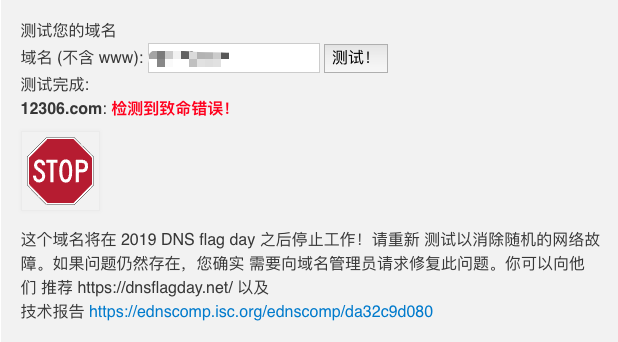 测试您的域名
域名 (不含 www): 测试!
测试完成:
12306.com: 检测到致命错误!
STOP
这个域名将在 2019 DNS flag day 之后停止工作！请重新 测试以消除随机的网络故
障。如果问题仍然存在，您确实 需要向域名管理员请求修复此问题。你可以向他
们 推荐 https://dnsflagday.net/ 以及
技术报告 https://ednscomp.isc.org/ednscomp/da32c9d080